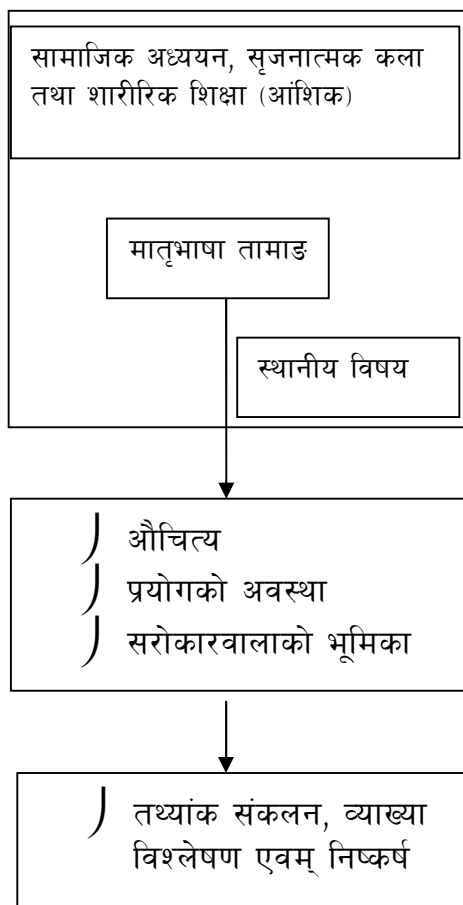 सामाजिक अध्ययन, सृजनात्मक कला
तथा शारीरिक शिक्षा (आंशिक)
मातृभाषा तामाङ
स्थानीय विषय
औचित्य
प्रयोगको अवस्था
सरोकारवालाको भूमिका
तथ्यांक संकलन, व्याख्या
विश्लेषण एवम् निष्कर्ष